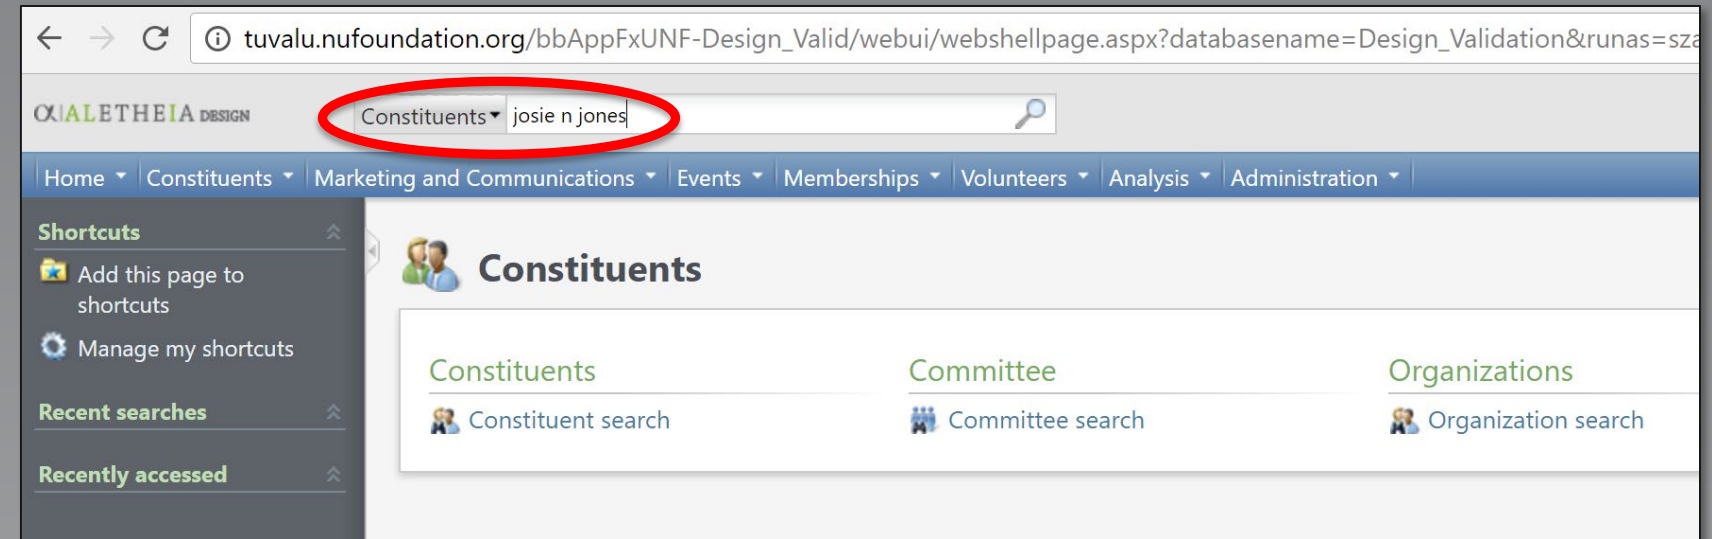 tuvalu.nufoundation.org/bbAppFxUNF-Design_Valid/webui/webshellpage.aspx?databasename=Design_Validation&runas=sza
ALETHEIA DESIGN
Constituents josie n jones
Home Constituents Marketing and Communications Events Memberships Volunteers Analysis Administration
Shortcuts
Add this page to
shortcuts
Manage my shortcuts
Recent searches
Recently accessed
Constituents
Constituents Committee Organizations
Constituent search Committee search Organization search